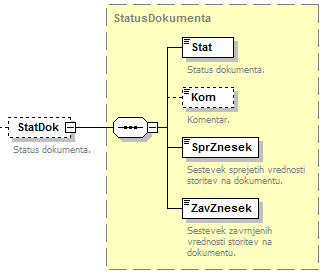 StatusDokumenta
Stat
Status dokumenta.
Kom
Komentar.
StatDok
Status dokumenta.
SprZnesek
Sestevek sprejetih vrednosti
storitev na dokumentu.
ZavZnesek
Sestevek zavrnjenih
vrednosti storitev na
dokumentu.